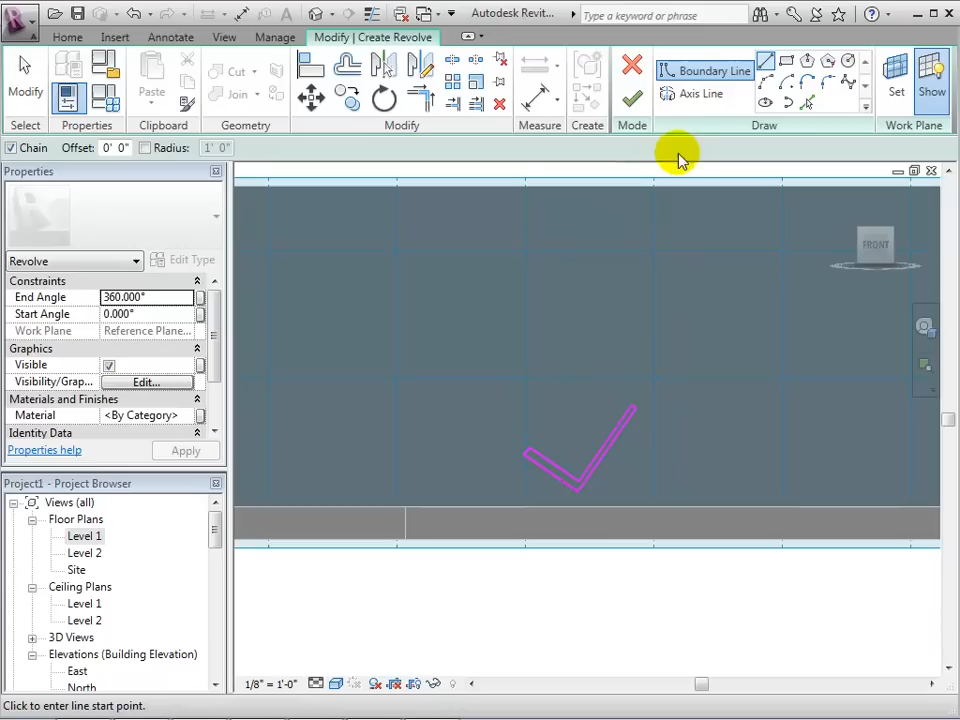 Autodesk Revit...
Type a keyword or phrase
Home
Insert
Annotate
View
Manage
Modify | Create Revolve
Modify
Paste
Cut
Join
Boundary Line
Axis Line
Set
Show
Select
Properties
Clipboard
Geometry
Modify
Measure
Create
Mode
Draw
Work Plane
Chain
Offset:
0' 0"
Radius:
1' 0"
Properties
Revolve
Edit Type
Constraints
End Angle
360.000°
Start Angle
0.000°
Work Plane
Reference Plane...
Graphics
Visible
Visibility/Grap...
Edit...
Materials and Finishes
Material
<By Category>
Identity Data
Properties help
Apply
FRONT
Project1 - Project Browser
Views (all)
Floor Plans
Level 1
Level 2
Site
Ceiling Plans
Level 1
Level 2
3D Views
Elevations (Building Elevation)
East
North
1/8" = 1'-0"
Click to enter line start point.